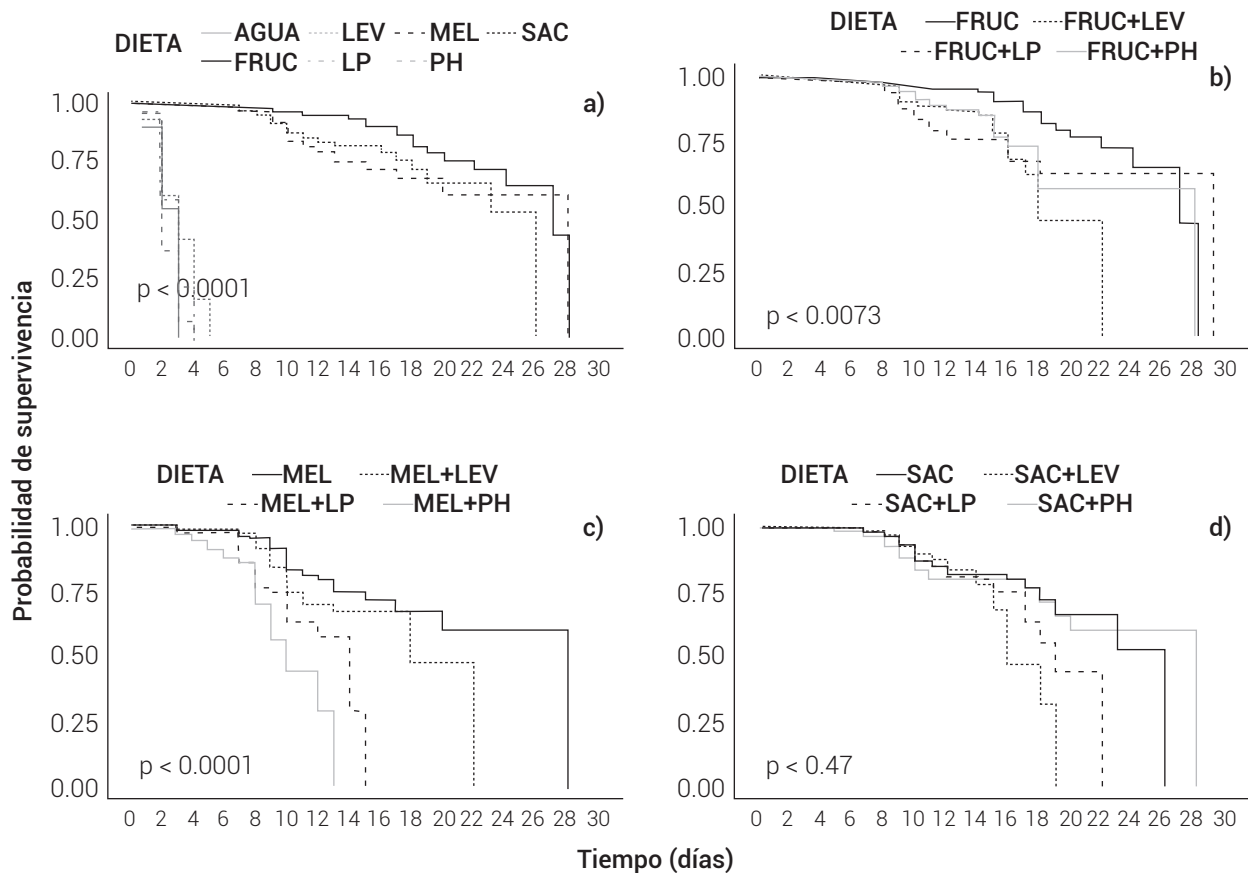 DIETA AGUA LEV MEL SAC
FRUC LP PH
a)
1.00
0.75
0.50
0.25
0.00
p < 0.0001
0 2 4 6 8 10 12 14 16 18 20 22 24 26 28 30
DIETA FRUC FRUC+LEV
FRUC+LP FRUC+PH
b)
1.00
0.75
0.50
0.25
0.00
p < 0.0073
0 2 4 6 8 10 12 14 16 18 20 22 24 26 28 30
Probabilidad de supervivencia
DIETA MEL MEL+LEV
MEL+LP MEL+PH
c)
1.00
0.75
0.50
0.25
0.00
p < 0.0001
0 2 4 6 8 10 12 14 16 18 20 22 24 26 28 30
DIETA SAC SAC+LEV
SAC+LP SAC+PH
d)
1.00
0.75
0.50
0.25
0.00
p < 0.47
0 2 4 6 8 10 12 14 16 18 20 22 24 26 28 30
Tiempo (días)